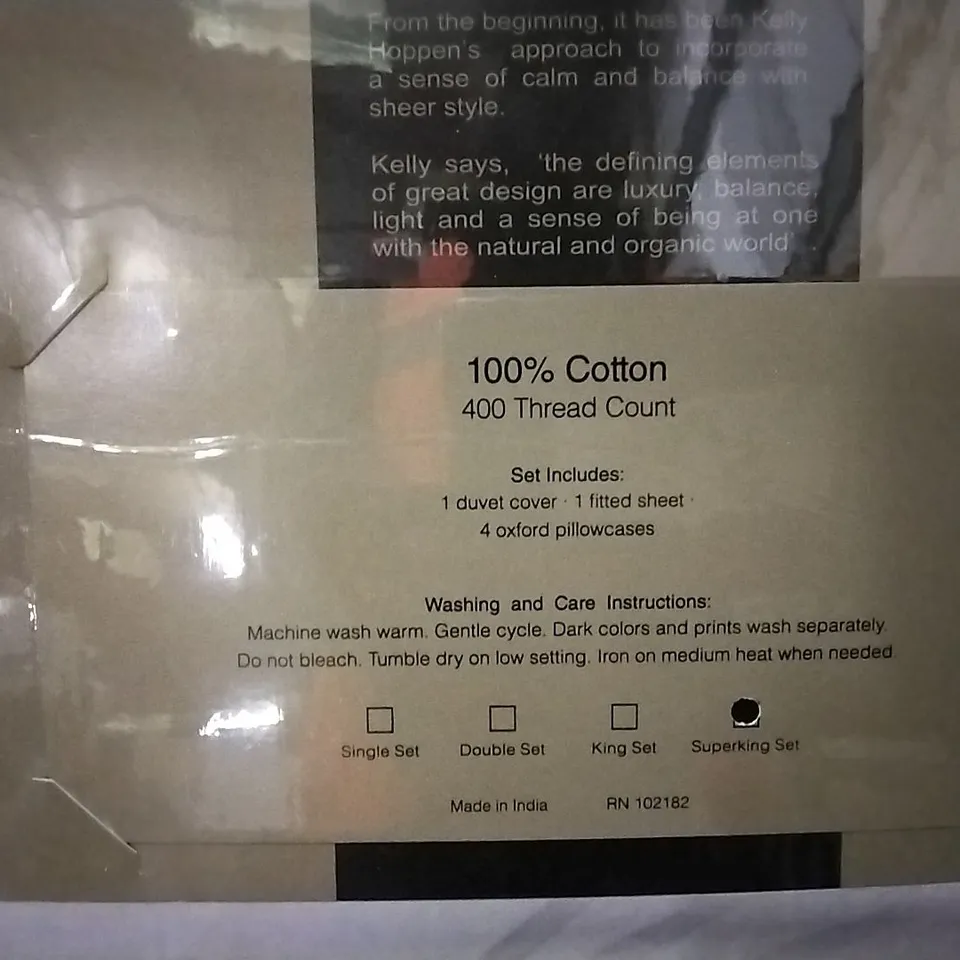 From the beginning, it has been Kelly
Hoppen's approach to incorporate
a sense of calm and balance with
sheer style.
Kelly says, 'the defining elements
of great design are luxury, balance,
light and a sense of being at one
with the natural and organic world' .
100% Cotton
400 Thread Count
Set Includes:
1 duvet cover · 1 fitted sheet ·
4 oxford pillowcases
Washing and Care Instructions:
Machine wash warm. Gentle cycle. Dark colors and prints wash separately.
Do not bleach. Tumble dry on low setting. Iron on medium heat when needed.
Single Set Double Set King Set Superking Set
Made in India RN 102182